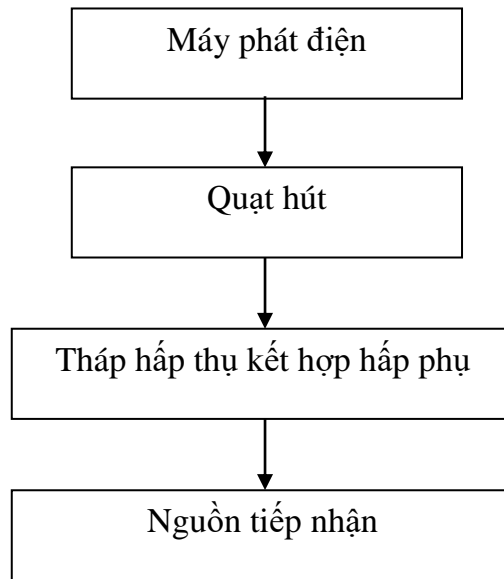 Máy phát điện
Quạt hút
Tháp hấp thụ kết hợp hấp phụ
Nguồn tiếp nhận